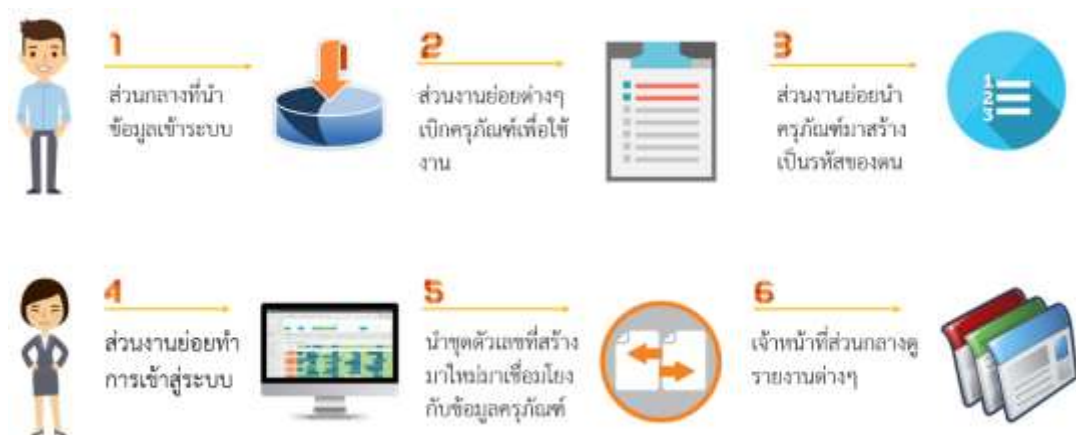 1
ส่วนกลางที่นำ
ข้อมูลเข้าระบบ
2
ส่วนงานย่อยต่างๆ
เบิกครุภัณฑ์เพื่อใช้
งาน
3
ส่วนงานย่อยนำ
ครุภัณฑ์มาสร้าง
เป็นรหัสของตน
1
2
3
4
ส่วนงานย่อยทำ
การเข้าสู่ระบบ
5
นำชุดตัวเลขที่สร้าง
มาใหม่มาเชื่อมโยง
กับข้อมูลครุภัณฑ์
6
เจ้าหน้าที่ส่วนกลางดู
รายงานต่างๆ